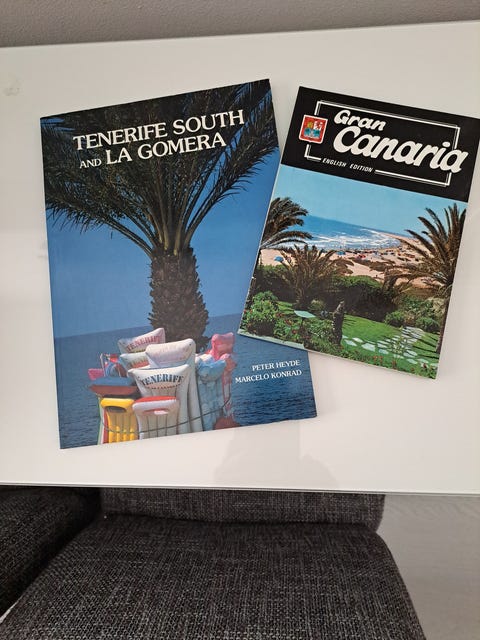 TENERIFE SOUTH
AND LA GOMERA
TENERIFE
TENERIFE
PETER HEYDE
MARCELO KONRAD
Gran
Canaria
ENGLISH EDITION